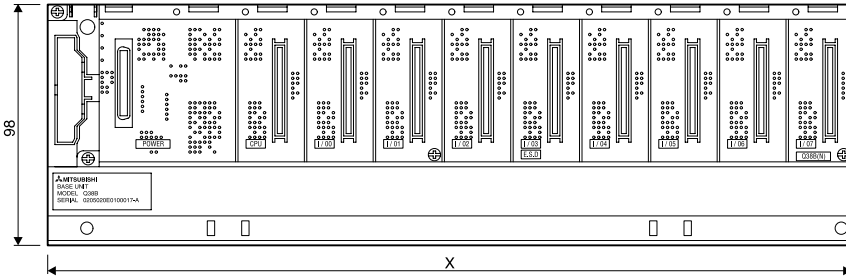 98
POWER
CPU
I / 00
I / 01
I / 02
I / 03
E.S.D
I / 04
I / 05
I / 06
I / 07
Q38B(N)
MITSUBISHI
BASE UNIT
MODEL Q38B
SERIAL 0205020E0100017-A
X